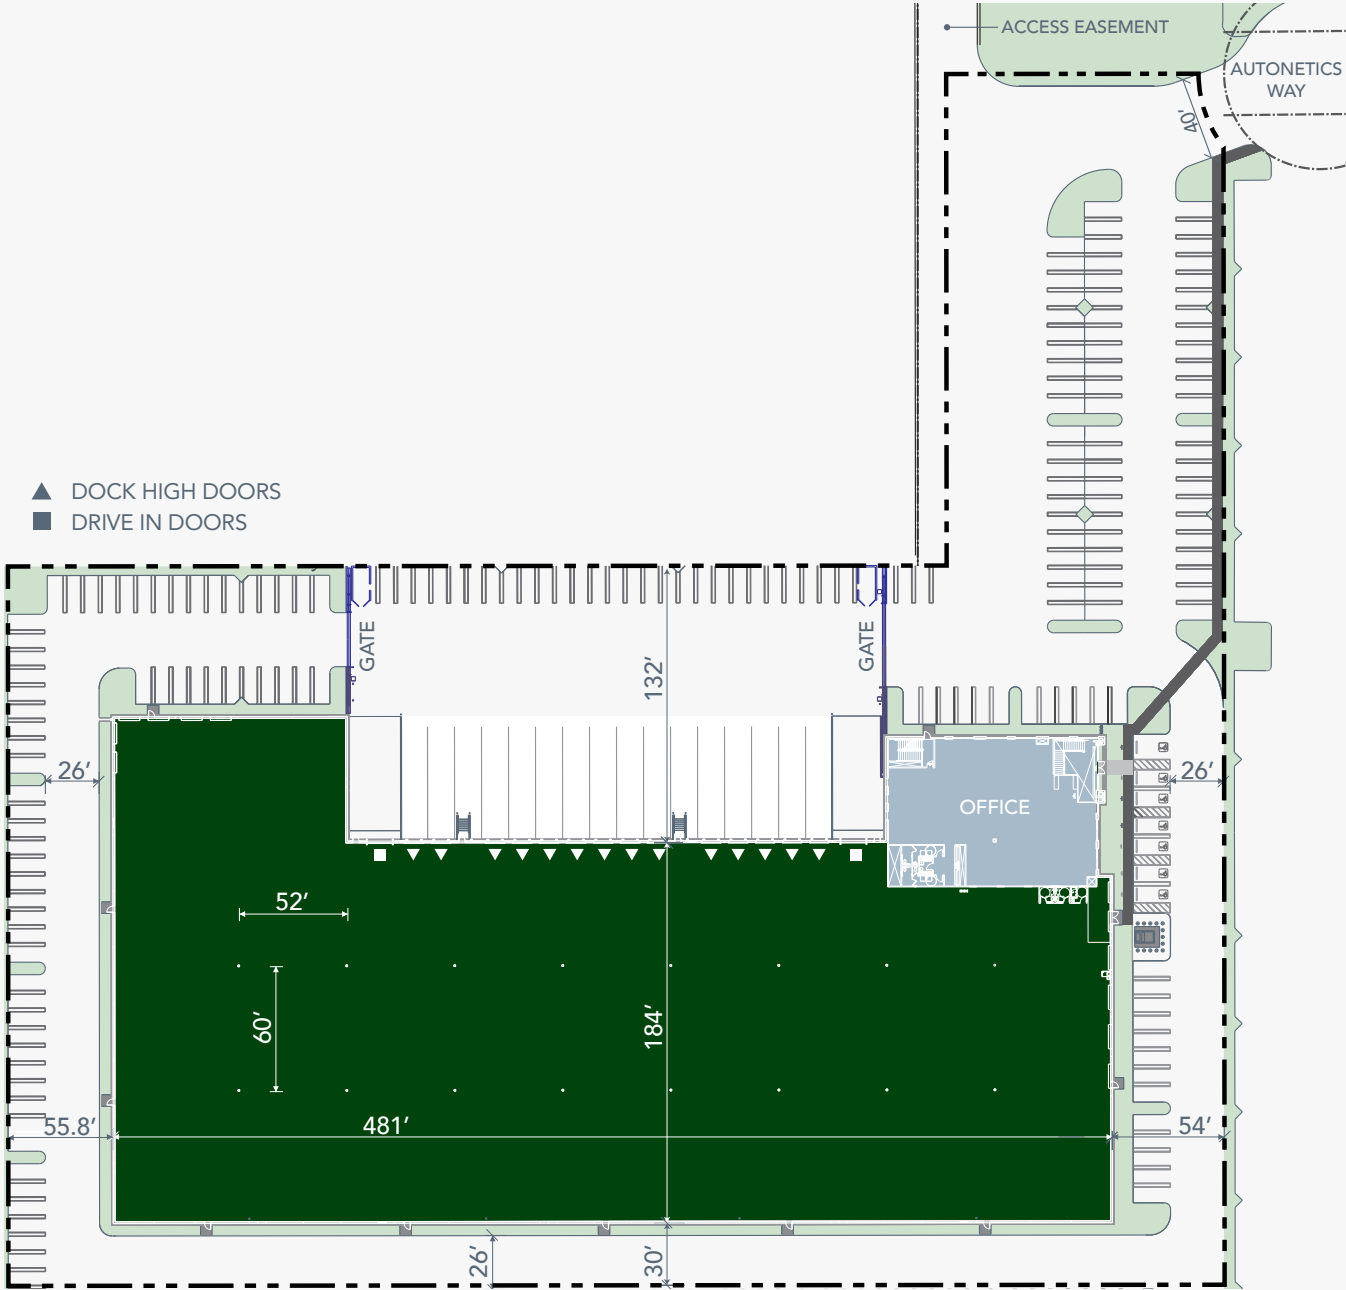 ACCESS EASEMENT
AUTONETICS
WAY
40'
DOCK HIGH DOORS
DRIVE IN DOORS
GATE
GATE
132'
26'
26'
OFFICE
52'
60'
184'
55.8'
481'
54'
26'
30'